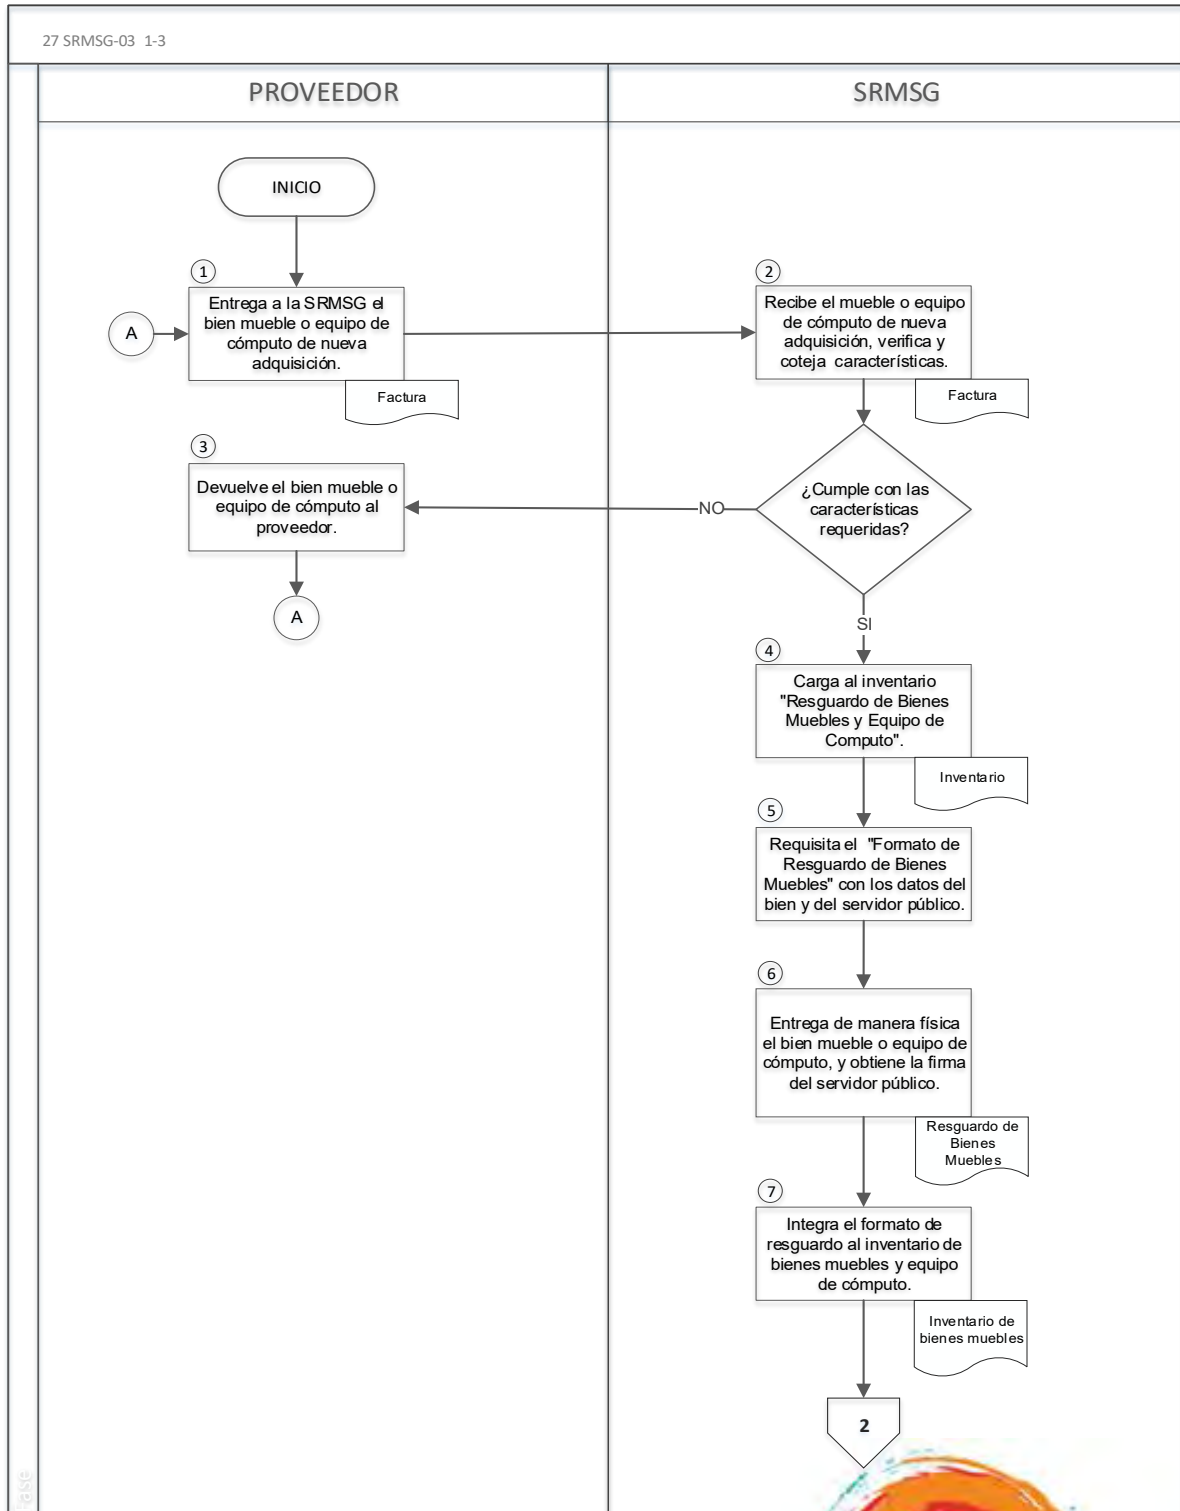 27 SRMSG-03 1-3
PROVEEDOR
SRMSG
INICIO
1
Entrega a la SRMSG el
bien mueble o equipo de
cómputo de nueva
adquisición.
A
Factura
2
Recibe el mueble o equipo
de cómputo de nueva
adquisición, verifica y
coteja características.
Factura
3
Devuelve el bien mueble o
equipo de cómputo al
proveedor.
A
NO
¿Cumple con las
características
requeridas?
SI
4
Carga al inventario
"Resguardo de Bienes
Muebles y Equipo de
Computo".
Inventario
5
Requisita el "Formato de
Resguardo de Bienes
Muebles" con los datos del
bien y del servidor público.
6
Entrega de manera física
el bien mueble o equipo de
cómputo, y obtiene la firma
del servidor público.
Resguardo de
Bienes
Muebles
7
Integra el formato de
resguardo al inventario de
bienes muebles y equipo
de cómputo.
Inventario de
bienes muebles
2